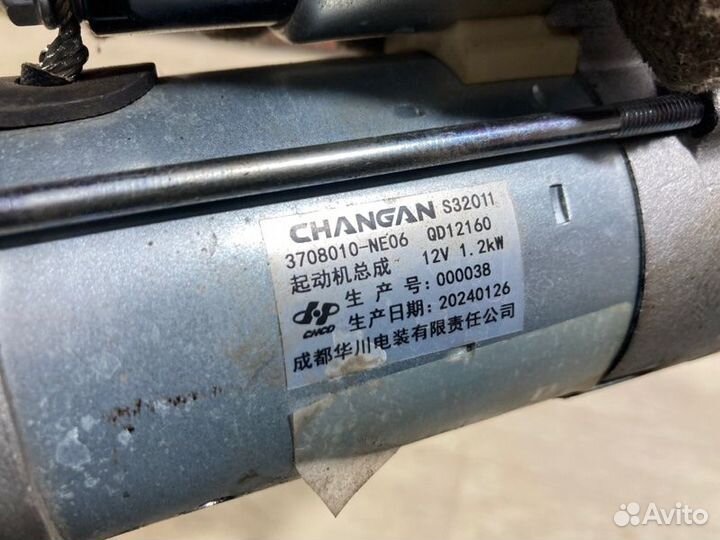 CHANGAN S32011
3708010-NE06 QD12160
起动机总成 12V 1.2kW
生产号:000038
CHCD 生产日期:20240126
成都华川电装有限责任公司
Avito